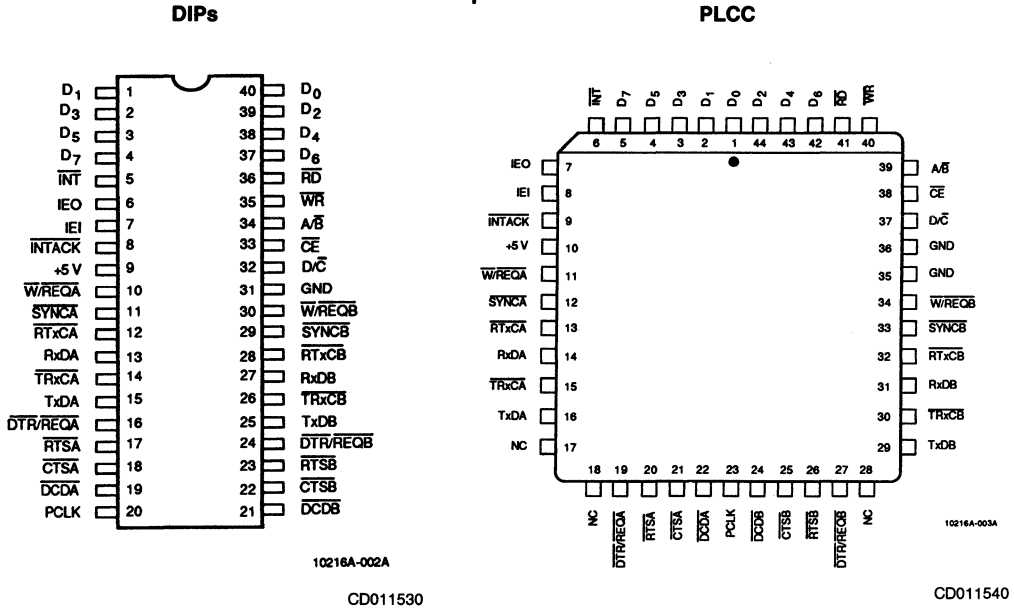 DIPs
D1 1 40 D0
D3 2 39 D2
D5 3 38 D4
D7 4 37 D6
INT 5 36 RD
IEO 6 35 WR
IEI 7 34 A/B
INTACK 8 33 CE
+5 V 9 32 D/C
W/REQA 10 31 GND
SYNCA 11 30 W/REQB
RTxCA 12 29 SYNCB
RxDA 13 28 RTxCB
TRxCA 14 27 RxDB
TxDA 15 26 TRxCB
DTR/REQA 16 25 TxDB
RTSA 17 24 DTR/REQB
CTSA 18 23 RTSB
DCDA 19 22 CTSB
PCLK 20 21 DCDB
10216A-002A
CD011530
PLCC
INT D7 D5 D3 D1 D0 D2 D4 D6 RD WR
6 5 4 3 2 1 44 43 42 41 40
IEO 7 39 A/B
IEI 8 38 CE
INTACK 9 37 D/C
+5 V 10 36 GND
W/REQA 11 35 GND
SYNCA 12 34 W/REQB
RTxCA 13 33 SYNCB
RxDA 14 32 RTxCB
TRxCA 15 31 RxDB
TxDA 16 30 TRxCB
NC 17 29 TxDB
18 19 20 21 22 23 24 25 26 27 28
NC DTR/REQA RTSA CTSA DCDA PCLK DCDB CTSB RTSB DTR/REQB NC
10216A-003A
CD011540